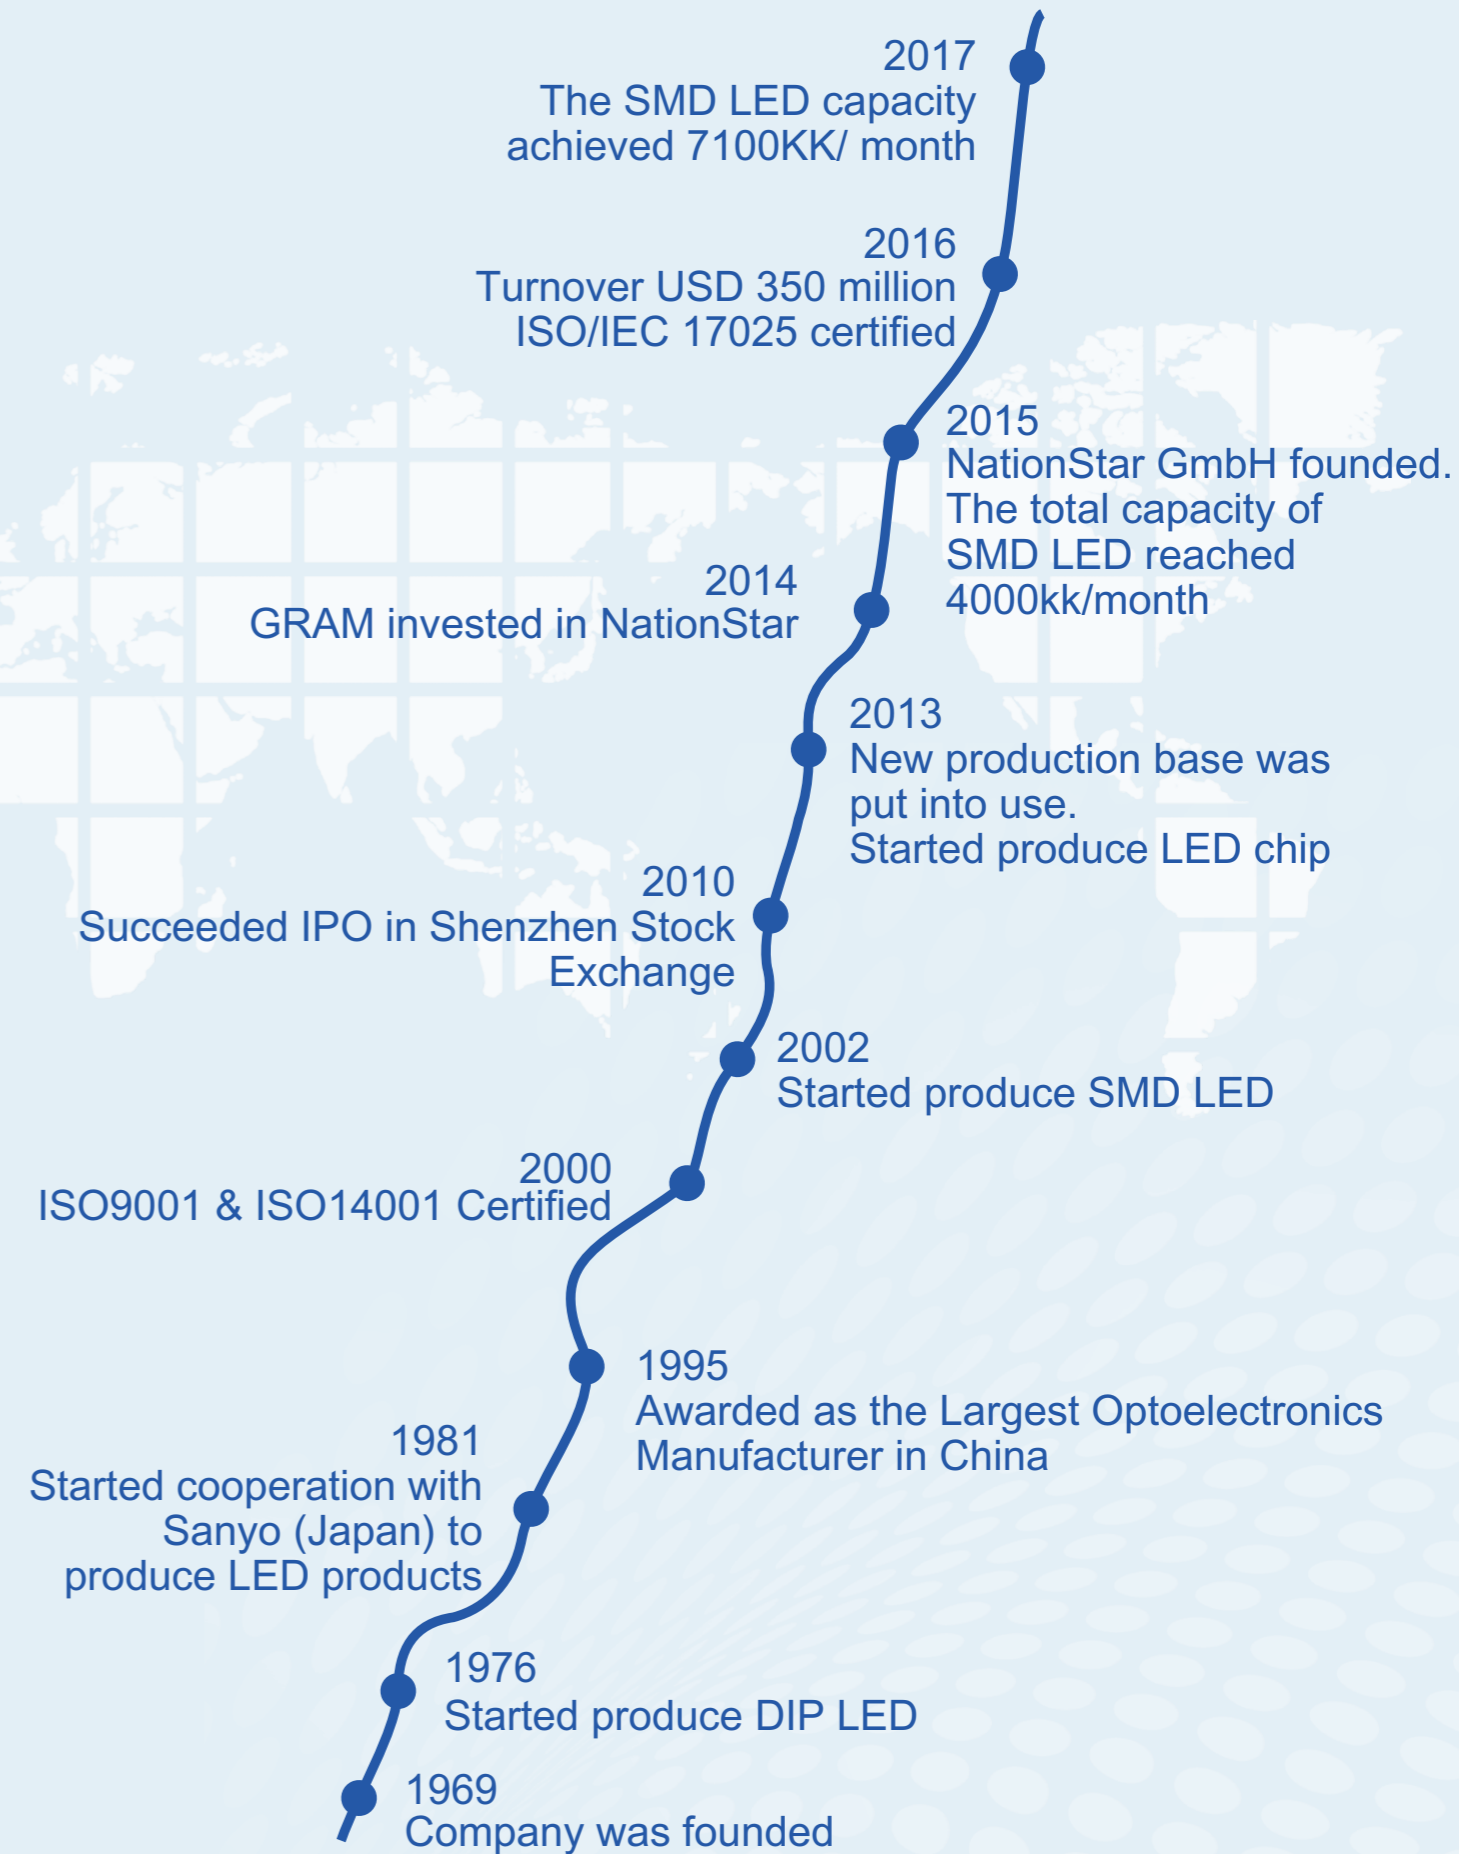 2017
The SMD LED capacity
achieved 7100KK/ month
2016
Turnover USD 350 million
ISO/IEC 17025 certified
2015
NationStar GmbH founded.
The total capacity of
SMD LED reached
4000kk/month
2014
GRAM invested in NationStar
2013
New production base was
put into use.
Started produce LED chip
2010
Succeeded IPO in Shenzhen Stock
Exchange
2002
Started produce SMD LED
2000
ISO9001 & ISO14001 Certified
1995
Awarded as the Largest Optoelectronics
Manufacturer in China
1981
Started cooperation with
Sanyo (Japan) to
produce LED products
1976
Started produce DIP LED
1969
Company was founded